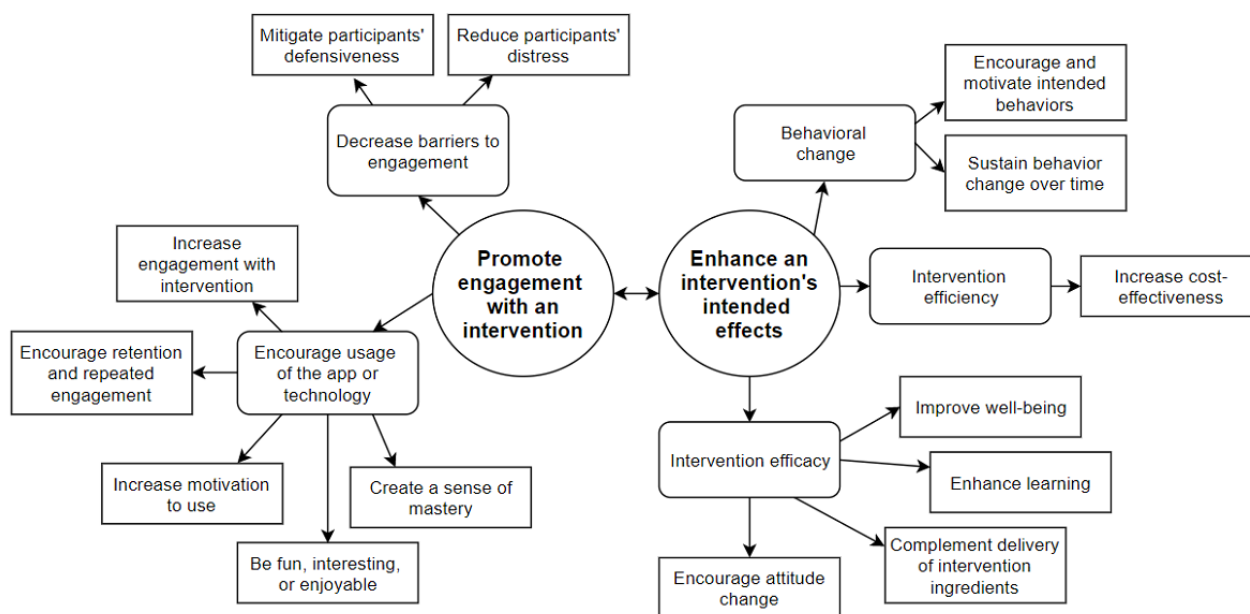 Mitigate participants'
defensiveness
Reduce participants'
distress
Decrease barriers to
engagement
Encourage and
motivate intended
behaviors
Behavioral
change
Sustain behavior
change over time
Increase
engagement with
intervention
Promote
engagement
with an
intervention
Enhance an
intervention's
intended
effects
Intervention
efficiency
Increase cost-
effectiveness
Encourage retention
and repeated
engagement
Encourage usage
of the app or
technology
Increase motivation
to use
Create a sense of
mastery
Be fun, interesting,
or enjoyable
Intervention efficacy
Improve well-being
Enhance learning
Complement delivery
of intervention
ingredients
Encourage attitude
change